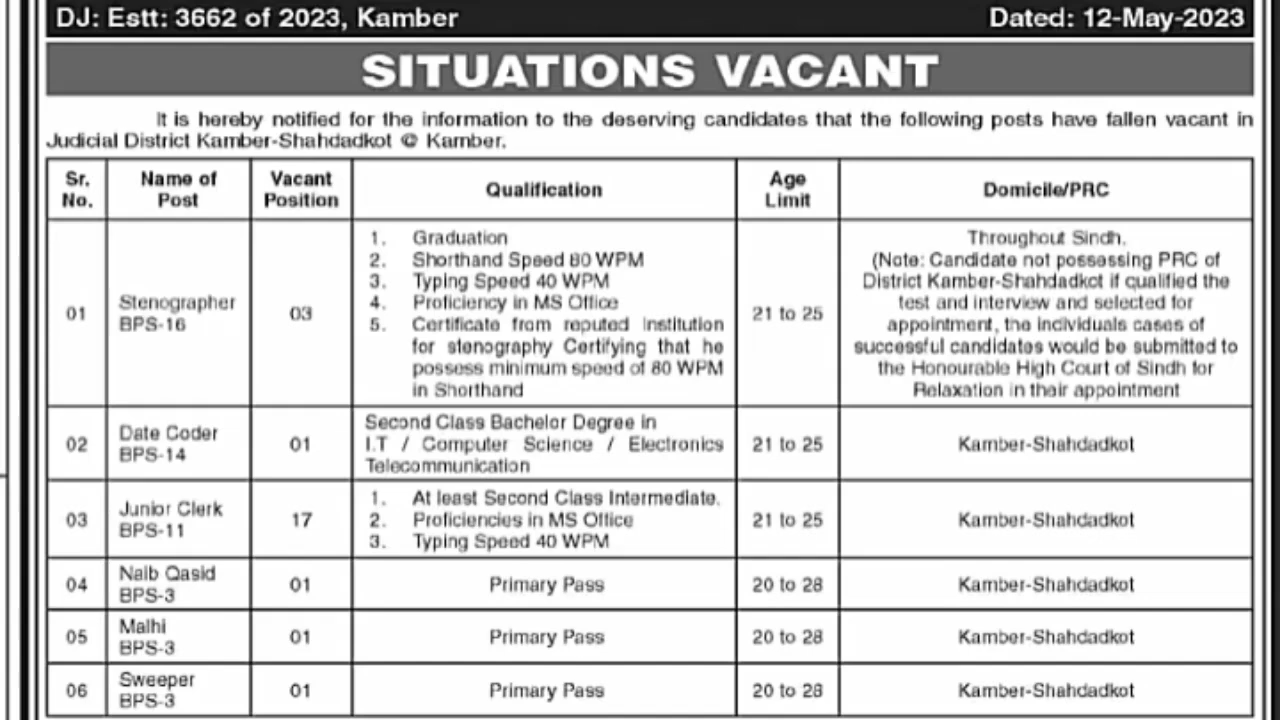 DJ: Estt: 3662 of 2023, Kamber Dated: 12-May-2023
SITUATIONS VACANT
It is hereby notified for the information to the deserving candidates that the following posts have fallen vacant in
Judicial District Kamber-Shahdadkot @ Kamber.
Sr. No. Name of Post Vacant Position Qualification Age Limit Domicile/PRC
01
Stenographer
BPS-16
03
1. Graduation
2. Shorthand Speed 80 WPM
3. Typing Speed 40 WPM
4. Proficiency in MS Office
5. Certificate from reputed Institution
for stenography Certifying that he
possess minimum speed of 80 WPM
in Shorthand
21 to 25
Throughout Sindh.
(Note: Candidate not possessing PRC of
District Kamber-Shahdadkot if qualified the
test and interview and selected for
appointment, the individuals cases of
successful candidates would be submitted to
the Honourable High Court of Sindh for
Relaxation in their appointment
02
Date Coder
BPS-14
01
Second Class Bachelor Degree in
I.T / Computer Science / Electronics
Telecommunication
21 to 25
Kamber-Shahdadkot
03
Junior Clerk
BPS-11
17
1. At least Second Class Intermediate.
2. Proficiencies in MS Office
3. Typing Speed 40 WPM
21 to 25
Kamber-Shahdadkot
04
Naib Qasid
BPS-3
01
Primary Pass
20 to 28
Kamber-Shahdadkot
05
Malhi
BPS-3
01
Primary Pass
20 to 28
Kamber-Shahdadkot
06
Sweeper
BPS-3
01
Primary Pass
20 to 28
Kamber-Shahdadkot